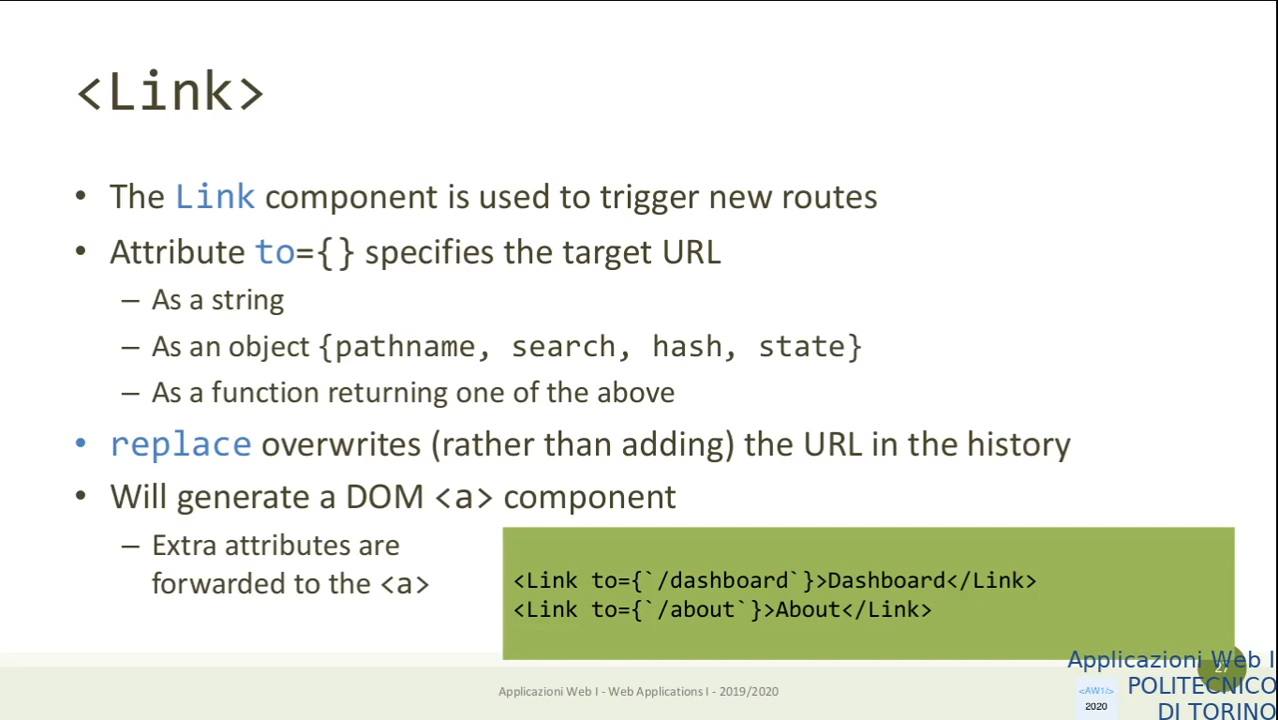 <Link>
• The Link component is used to trigger new routes
• Attribute to={} specifies the target URL
– As a string
– As an object {pathname, search, hash, state}
– As a function returning one of the above
• replace overwrites (rather than adding) the URL in the history
• Will generate a DOM <a> component
– Extra attributes are
forwarded to the <a>
<Link to={`/dashboard`}>Dashboard</Link>
<Link to={`/about`}>About</Link>
Applicazioni Web I - Web Applications I - 2019/2020
Applicazioni Web I
POLITECNICO
DI TORINO
<AW1/>
2020